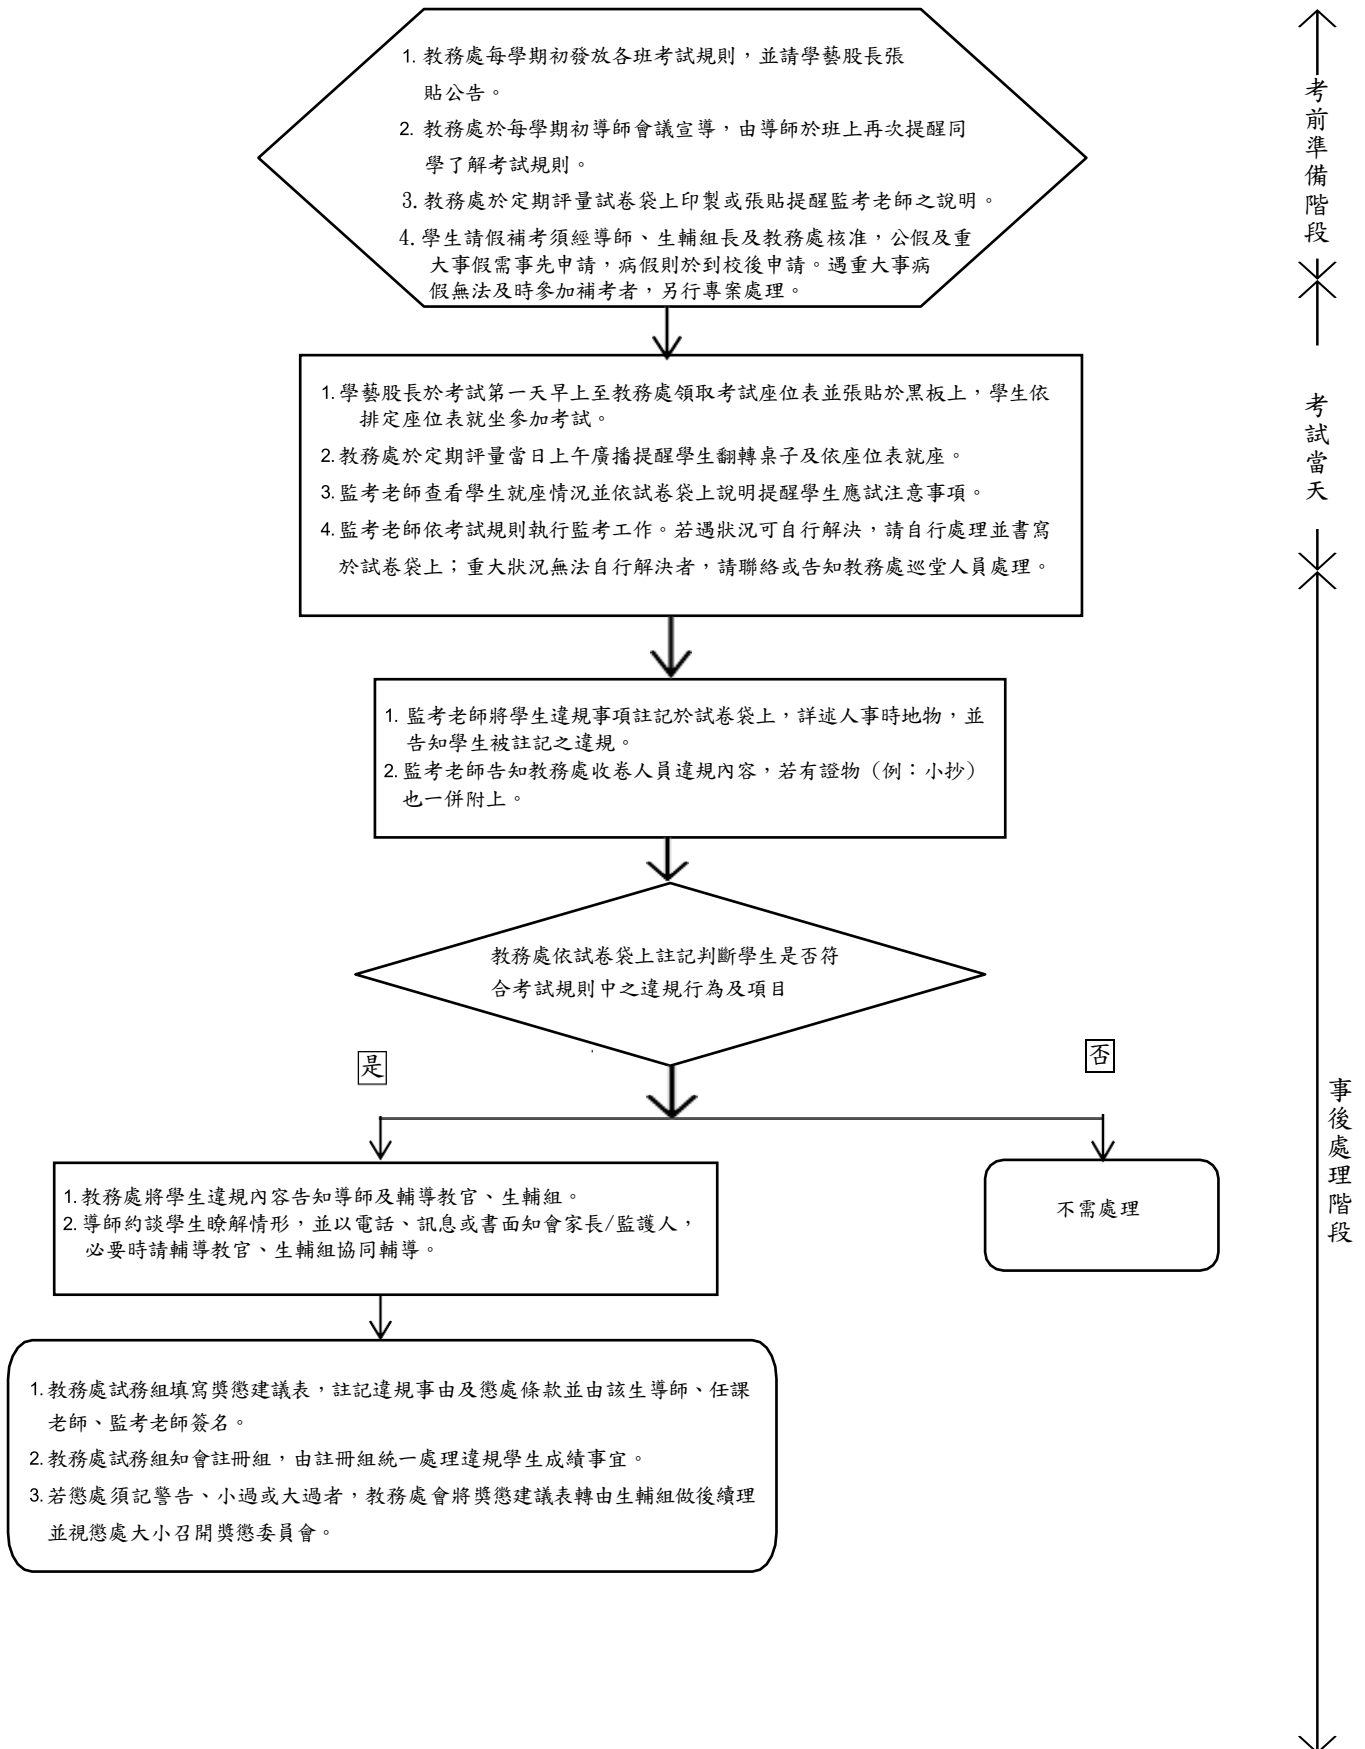 1. 教務處每學期初發放各班考試規則，並請學藝股長張
貼公告。
2. 教務處於每學期初導師會議宣導，由導師於班上再次提醒同
學了解考試規則。
3. 教務處於定期評量試卷袋上印製或張貼提醒監考老師之說明。
4. 學生請假補考須經導師、生輔組長及教務處核准，公假及重
大事假需事先申請，病假則於到校後申請。遇重大事病
假無法及時參加補考者，另行專案處理。
考前準備階段
1. 學藝股長於考試第一天早上至教務處領取考試座位表並張貼於黑板上，學生依
排定座位表就坐參加考試。
2. 教務處於定期評量當日上午廣播提醒學生翻轉桌子及依座位表就座。
3. 監考老師查看學生就座情況並依試卷袋上說明提醒學生應試注意事項。
4. 監考老師依考試規則執行監考工作。若遇狀況可自行解決，請自行處理並書寫
於試卷袋上；重大狀況無法自行解決者，請聯絡或告知教務處巡堂人員處理。
考試當天
1. 監考老師將學生違規事項註記於試卷袋上，詳述人事時地物，並
告知學生被註記之違規。
2. 監考老師告知教務處收卷人員違規內容，若有證物（例：小抄）
也一併附上。
教務處依試卷袋上註記判斷學生是否符
合考試規則中之違規行為及項目
是
否
1. 教務處將學生違規內容告知導師及輔導教官、生輔組。
2. 導師約談學生瞭解情形，並以電話、訊息或書面知會家長/監護人，
必要時請輔導教官、生輔組協同輔導。
不需處理
事後處理階段
1. 教務處試務組填寫獎懲建議表，註記違規事由及懲處條款並由該生導師、任課
老師、監考老師簽名。
2. 教務處試務組知會註冊組，由註冊組統一處理違規學生成績事宜。
3. 若懲處須記警告、小過或大過者，教務處會將獎懲建議表轉由生輔組做後續理
並視懲處大小召開獎懲委員會。